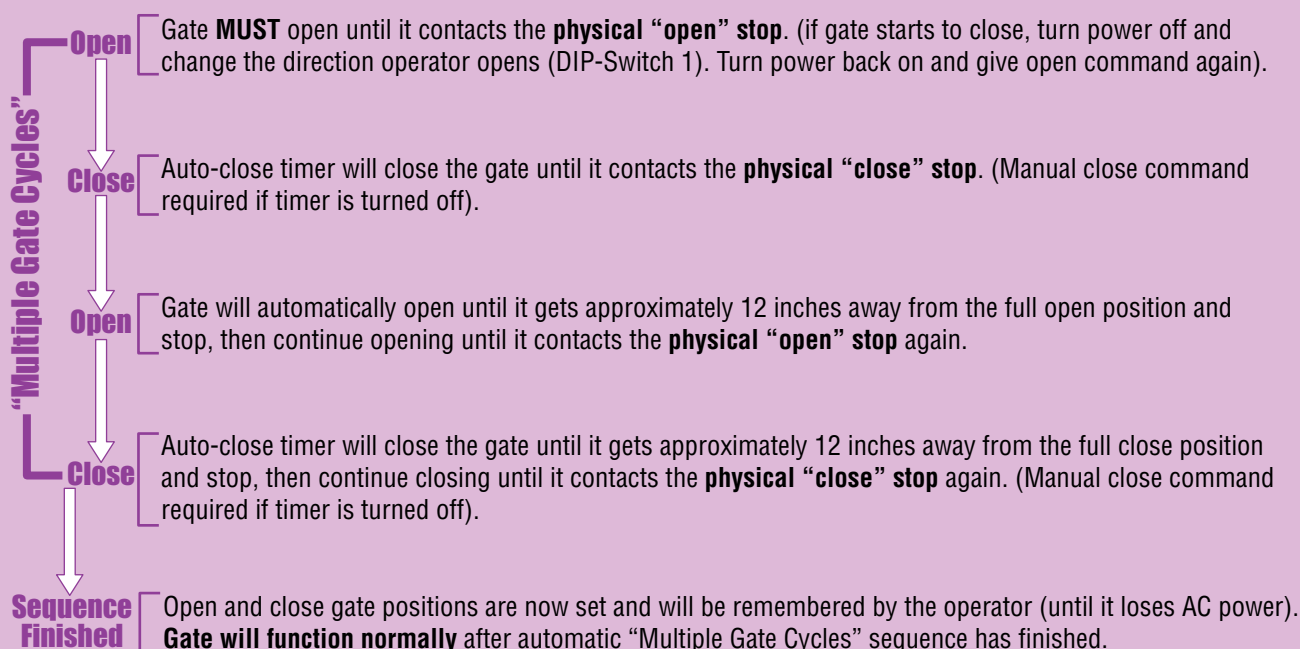 "Multiple Gate Cycles"
Open
Gate MUST open until it contacts the physical “open” stop. (if gate starts to close, turn power off and
change the direction operator opens (DIP-Switch 1). Turn power back on and give open command again).
Close
Auto-close timer will close the gate until it contacts the physical “close” stop. (Manual close command
required if timer is turned off).
Open
Gate will automatically open until it gets approximately 12 inches away from the full open position and
stop, then continue opening until it contacts the physical “open” stop again.
Close
Auto-close timer will close the gate until it gets approximately 12 inches away from the full close position
and stop, then continue closing until it contacts the physical “close” stop again. (Manual close command
required if timer is turned off).
Sequence
Finished
Open and close gate positions are now set and will be remembered by the operator (until it loses AC power).
Gate will function normally after automatic “Multiple Gate Cycles” sequence has finished.